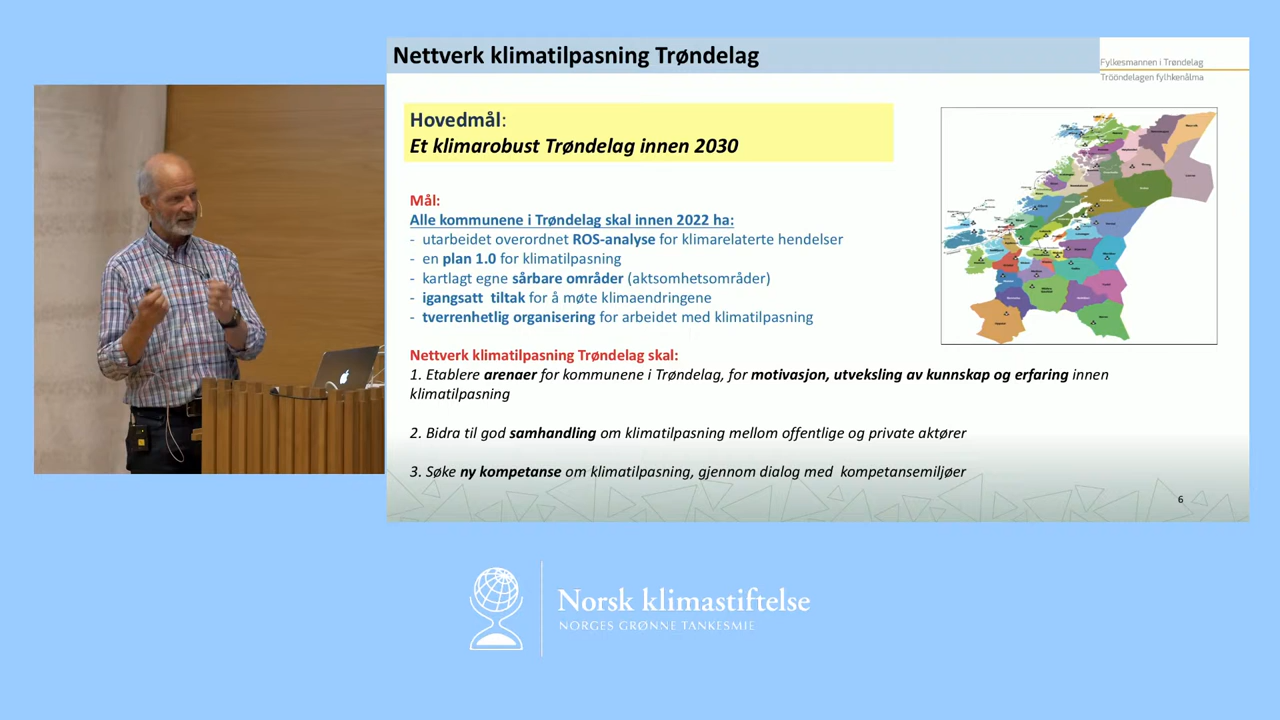 Nettverk klimatilpasning Trøndelag
Fylkesmannen i Trøndelag
Trööndelagen fylhkenålma
Hovedmål:
Et klimarobust Trøndelag innen 2030
Mål:
Alle kommunene i Trøndelag skal innen 2022 ha:
- utarbeidet overordnet ROS-analyse for klimarelaterte hendelser
- en plan 1.0 for klimatilpasning
- kartlagt egne sårbare områder (aktsomhetsområder)
- igangsatt tiltak for å møte klimaendringene
- tverrenhetlig organisering for arbeidet med klimatilpasning
Nettverk klimatilpasning Trøndelag skal:
1. Etablere arenaer for kommunene i Trøndelag, for motivasjon, utveksling av kunnskap og erfaring innen
klimatilpasning
2. Bidra til god samhandling om klimatilpasning mellom offentlige og private aktører
3. Søke ny kompetanse om klimatilpasning, gjennom dialog med kompetansemiljøer
6
Norsk klimastiftelse
NORGES GRØNNE TANKESMIE